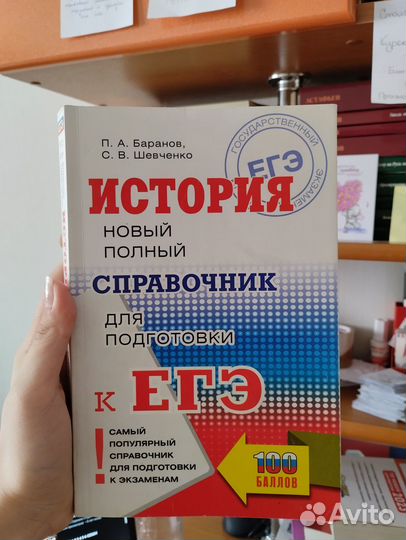 П. А. Баранов,
С. В. Шевченко
ГОСУДАРСТВЕННЫЙ
ЕГЭ
ЭКЗАМЕН
ИСТОРИЯ
НОВЫЙ
ПОЛНЫЙ
СПРАВОЧНИК
ДЛЯ
ПОДГОТОВКИ
К ЕГЭ
! САМЫЙ
ПОПУЛЯРНЫЙ
СПРАВОЧНИК
ДЛЯ ПОДГОТОВКИ
К ЭКЗАМЕНАМ
100
БАЛЛОВ
Avito